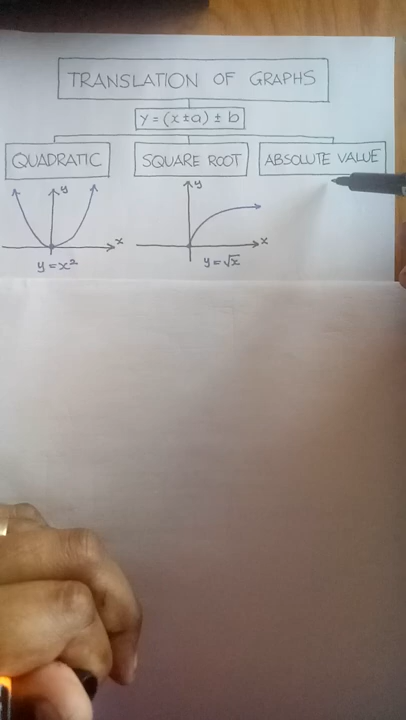 TRANSLATION OF GRAPHS
y = (x ± a) ± b
QUADRATIC
SQUARE ROOT
ABSOLUTE VALUE
y
x
y = x²
y
x
y = √x